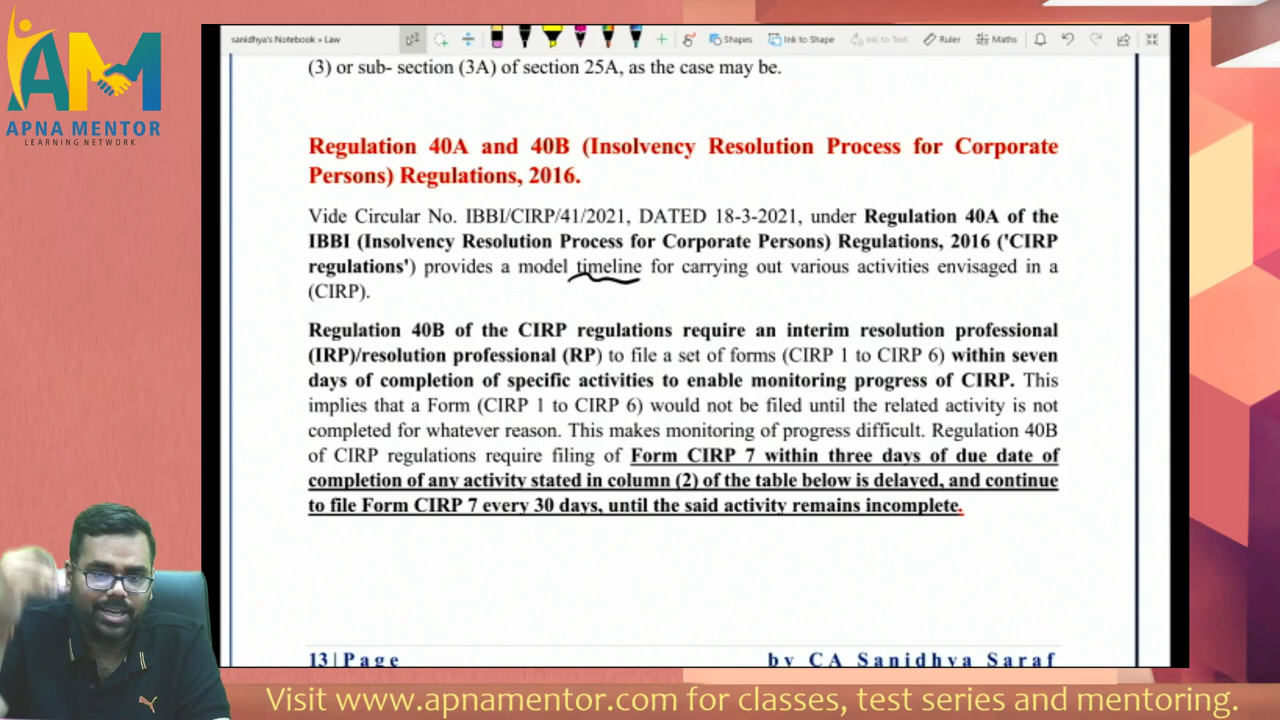 AM
APNA MENTOR
LEARNING NETWORK
sanidhya's Notebook » Law
Shapes
Ink to Shape
Ink to Text
Ruler
Maths
(3) or sub- section (3A) of section 25A, as the case may be.
Regulation 40A and 40B (Insolvency Resolution Process for Corporate
Persons) Regulations, 2016.
Vide Circular No. IBBI/CIRP/41/2021, DATED 18-3-2021, under Regulation 40A of the
IBBI (Insolvency Resolution Process for Corporate Persons) Regulations, 2016 ('CIRP
regulations') provides a model timeline for carrying out various activities envisaged in a
(CIRP).
Regulation 40B of the CIRP regulations require an interim resolution professional
(IRP)/resolution professional (RP) to file a set of forms (CIRP 1 to CIRP 6) within seven
days of completion of specific activities to enable monitoring progress of CIRP. This
implies that a Form (CIRP 1 to CIRP 6) would not be filed until the related activity is not
completed for whatever reason. This makes monitoring of progress difficult. Regulation 40B
of CIRP regulations require filing of Form CIRP 7 within three days of due date of
completion of any activity stated in column (2) of the table below is delayed, and continue
to file Form CIRP 7 every 30 days, until the said activity remains incomplete.
13|Page
by CA Sanidhya Saraf
Visit www.apnamentor.com for classes, test series and mentoring.